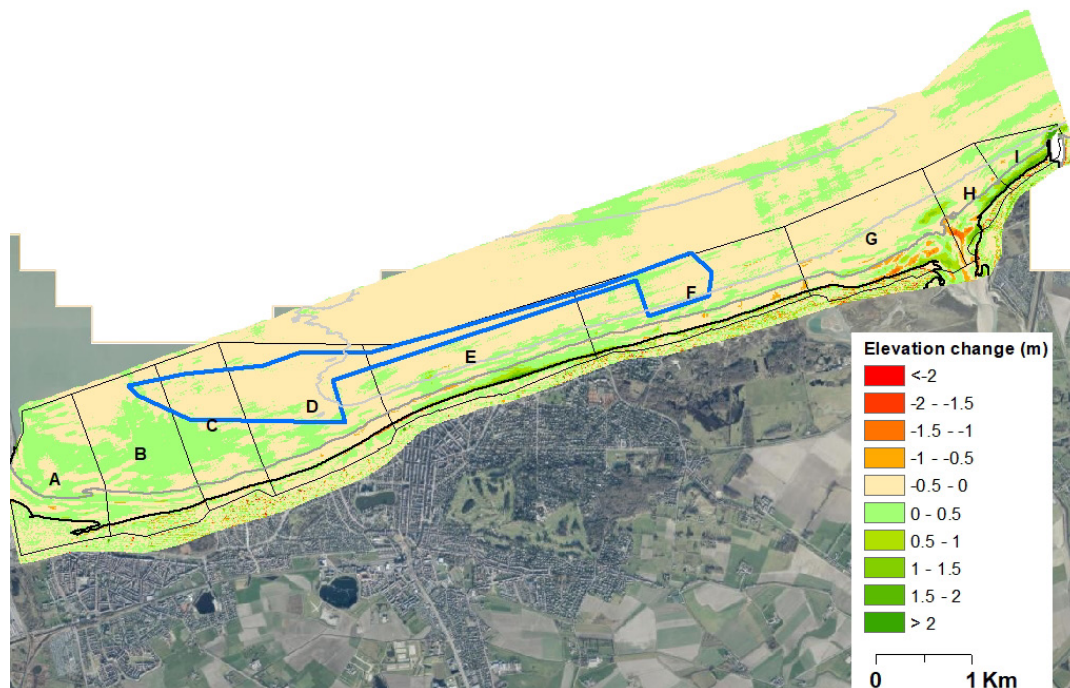 I
H
G
F
E
D
C
B
A
Elevation change (m)
<-2
-2 - -1.5
-1.5 - -1
-1 - -0.5
-0.5 - 0
0 - 0.5
0.5 - 1
1 - 1.5
1.5 - 2
> 2
0 1 Km